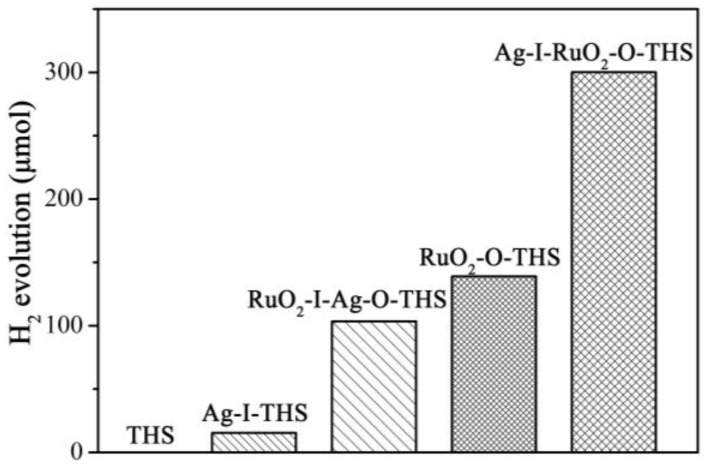 H₂ evolution (μmol)
300
200
100
0
THS
Ag-I-THS
RuO₂-I-Ag-O-THS
RuO₂-O-THS
Ag-I-RuO₂-O-THS